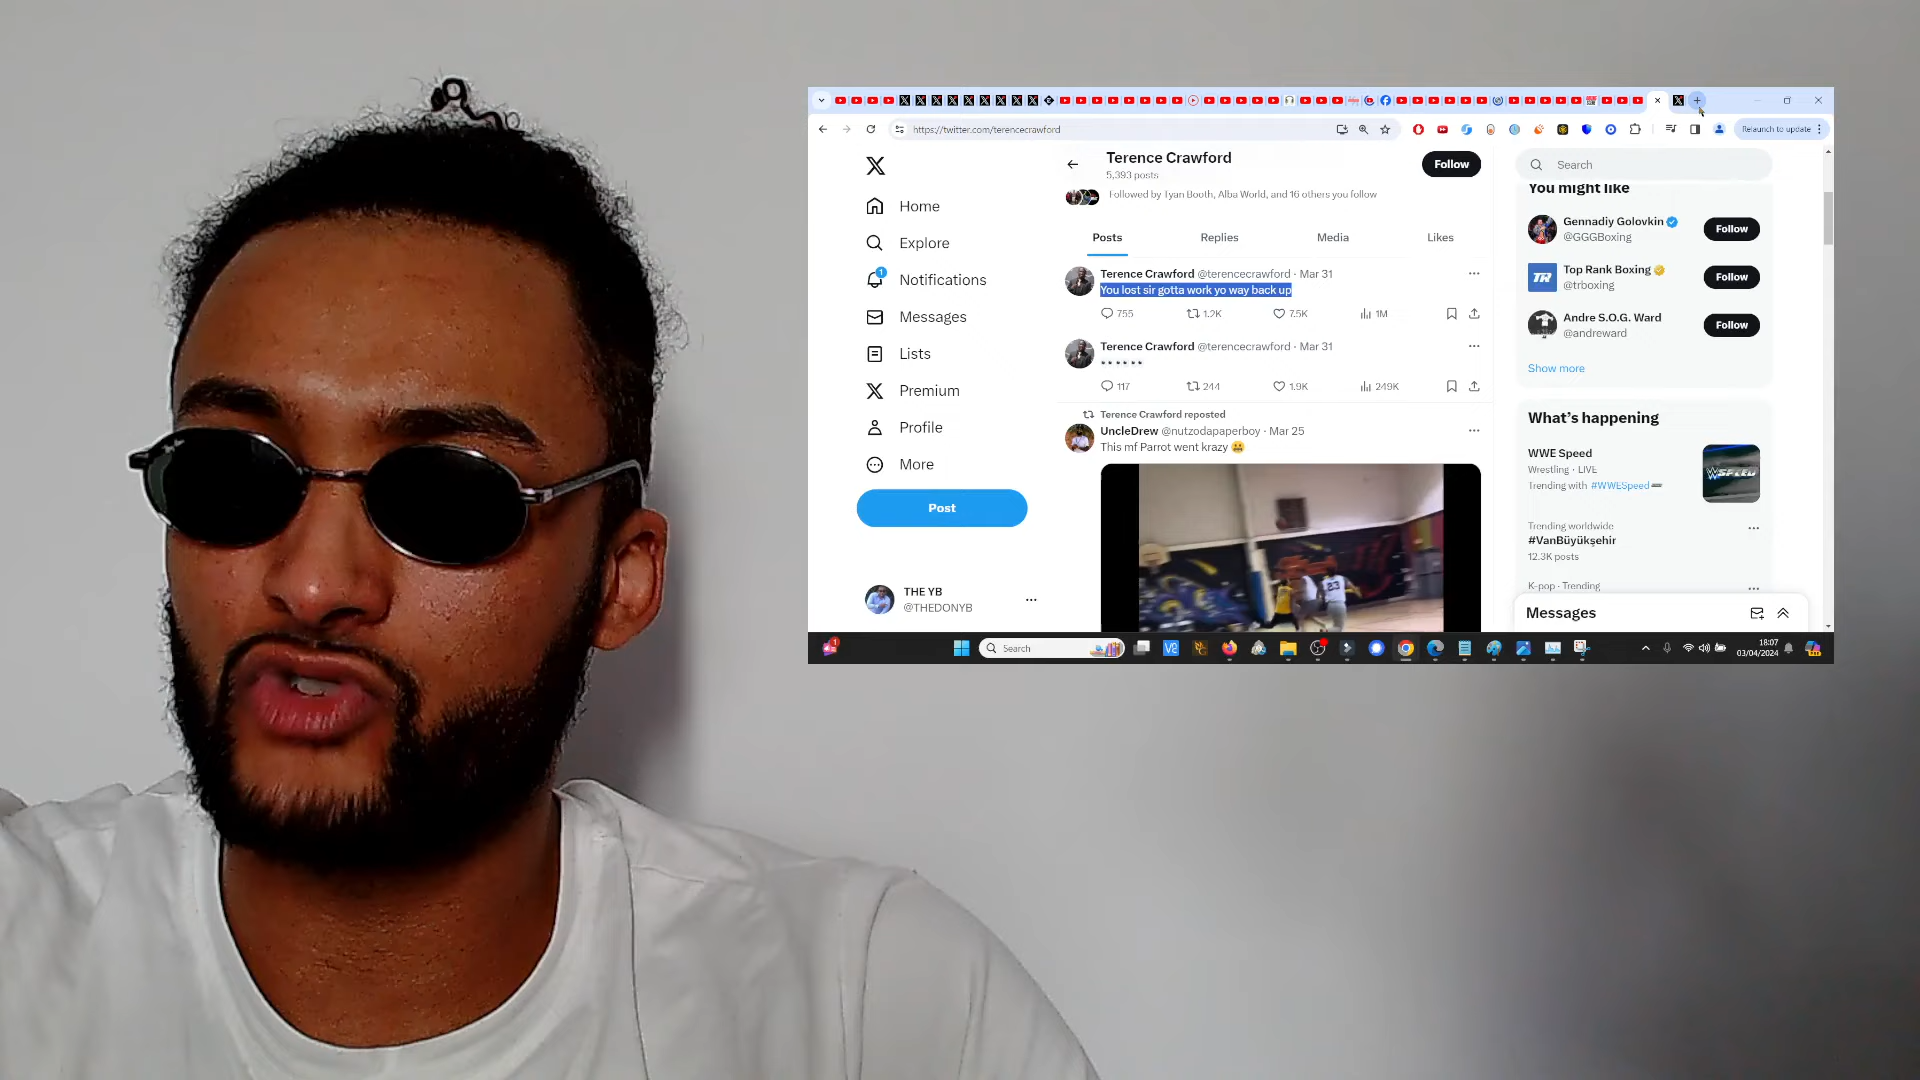 https://twitter.com/terencecrawford
Relaunch to update
Terence Crawford
5,393 posts
Follow
Followed by Tyan Booth, Alba World, and 16 others you follow
Posts
Replies
Media
Likes
Terence Crawford @terencecrawford · Mar 31
You lost sir gotta work yo way back up
755
1.2K
7.5K
1M
Terence Crawford @terencecrawford · Mar 31
117
244
1.9K
249K
Terence Crawford reposted
UncleDrew @nutzodapaperboy · Mar 25
This mf Parrot went krazy
23
Home
Explore
1
Notifications
Messages
Lists
Premium
Profile
More
Post
THE YB
@THEDONYB
Search
You might like
Gennadiy Golovkin
@GGGBoxing
Follow
TR
Top Rank Boxing
@trboxing
Follow
Andre S.O.G. Ward
@andreward
Follow
Show more
What's happening
WWE Speed
Wrestling · LIVE
Trending with #WWESpeed
SPEED
Trending worldwide
#VanBüyükşehir
12.3K posts
K-pop · Trending
Messages
1
Search
18:07
03/04/2024